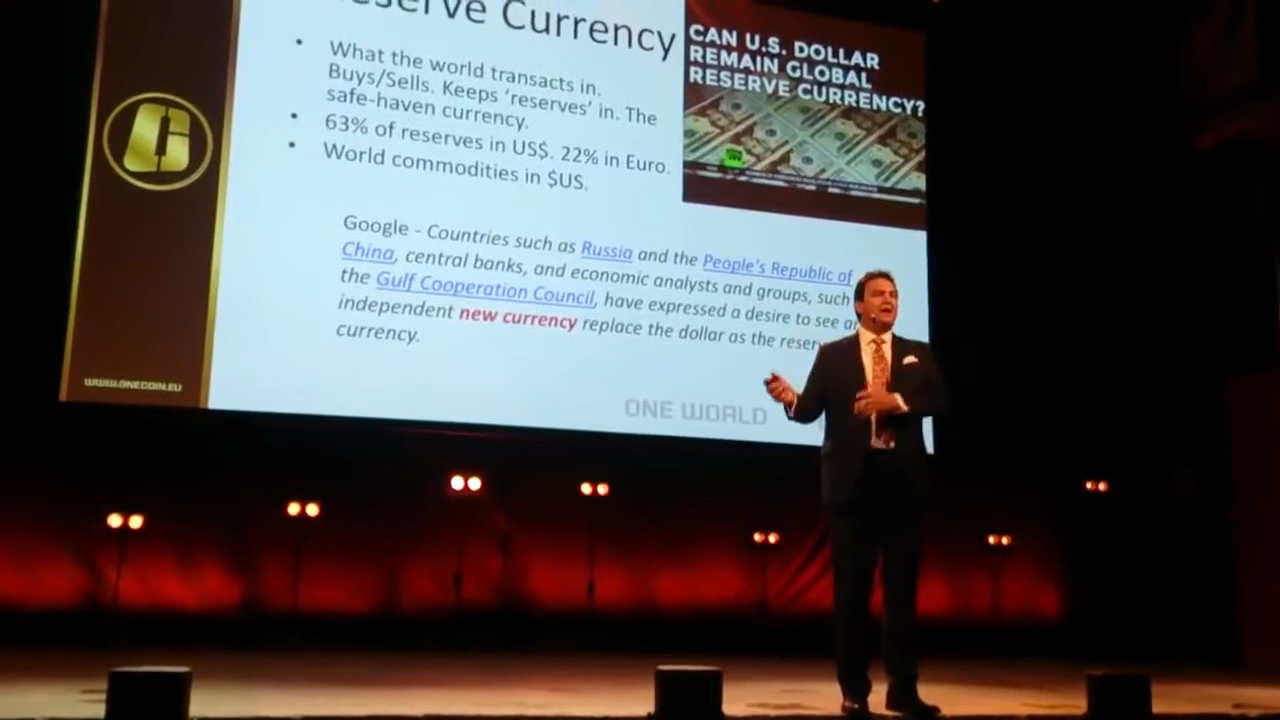 eserve Currency
• What the world transacts in.
Buys/Sells. Keeps ‘reserves’ in. The
safe-haven currency.
• 63% of reserves in US$. 22% in Euro.
• World commodities in $US.
Google - Countries such as Russia and the People's Republic of
China, central banks, and economic analysts and groups, such
the Gulf Cooperation Council, have expressed a desire to see a
independent new currency replace the dollar as the reser
currency.
CAN U.S. DOLLAR
REMAIN GLOBAL
RESERVE CURRENCY?
WWW.ONECOIN.EU
ONE WORLD